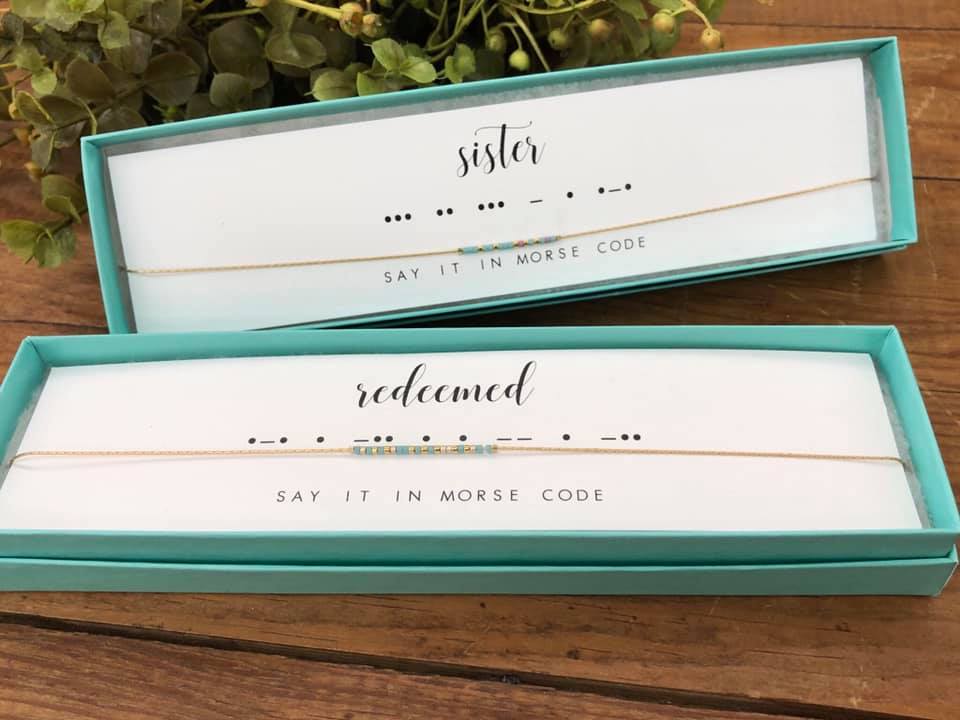 sister
••• •• ••• – • •–•
SAY IT IN MORSE CODE
redeemed
•–• • –•• • • –– • –••
SAY IT IN MORSE CODE